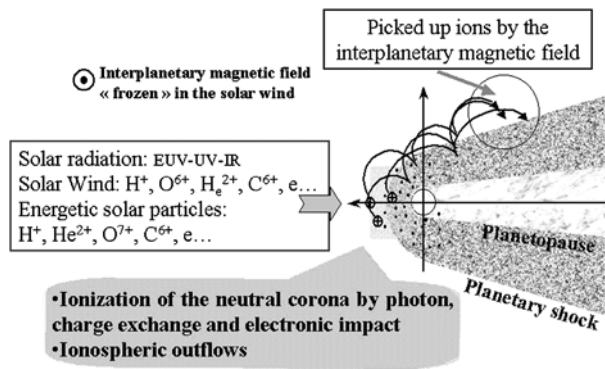 Picked up ions by the
interplanetary magnetic field
Interplanetary magnetic field
« frozen » in the solar wind
Solar radiation: EUV-UV-IR
Solar Wind: H⁺, O⁶⁺, Hₑ²⁺, C⁶⁺, e...
Energetic solar particles:
H⁺, He²⁺, O⁷⁺, C⁶⁺, e...
Planetopause
Planetary shock
•Ionization of the neutral corona by photon,
charge exchange and electronic impact
•Ionospheric outflows